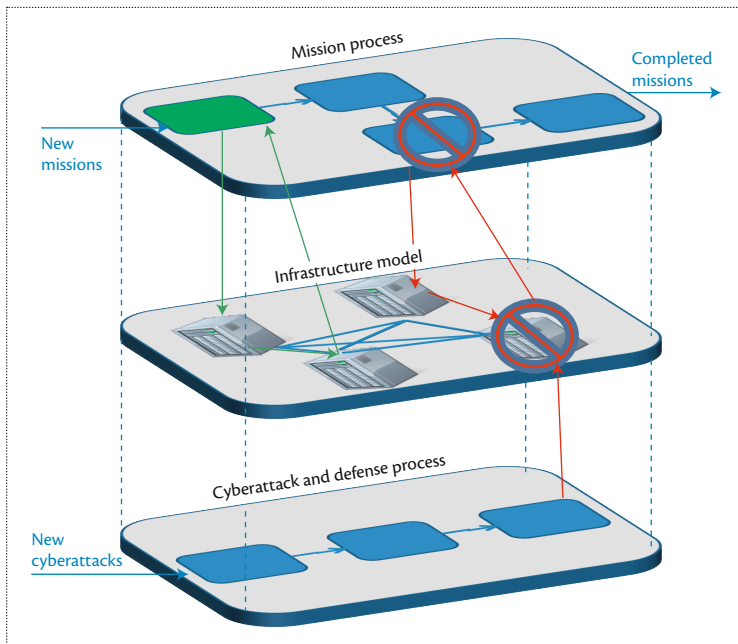 Mission process
Completed
missions
New
missions
Infrastructure model
Cyberattack and defense process
New
cyberattacks